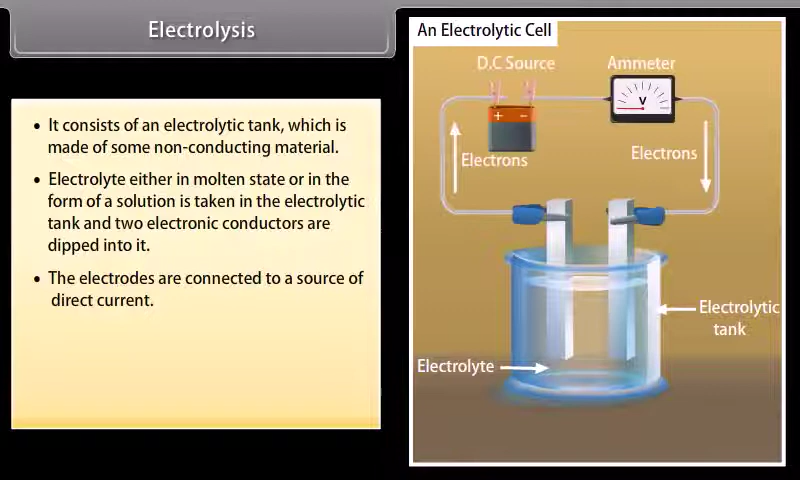 Electrolysis
• It consists of an electrolytic tank, which is
made of some non-conducting material.
• Electrolyte either in molten state or in the
form of a solution is taken in the electrolytic
tank and two electronic conductors are
dipped into it.
• The electrodes are connected to a source of
direct current.
An Electrolytic Cell
D.C Source
Ammeter
+ −
V
Electrons
Electrons
Electrolytic
tank
Electrolyte